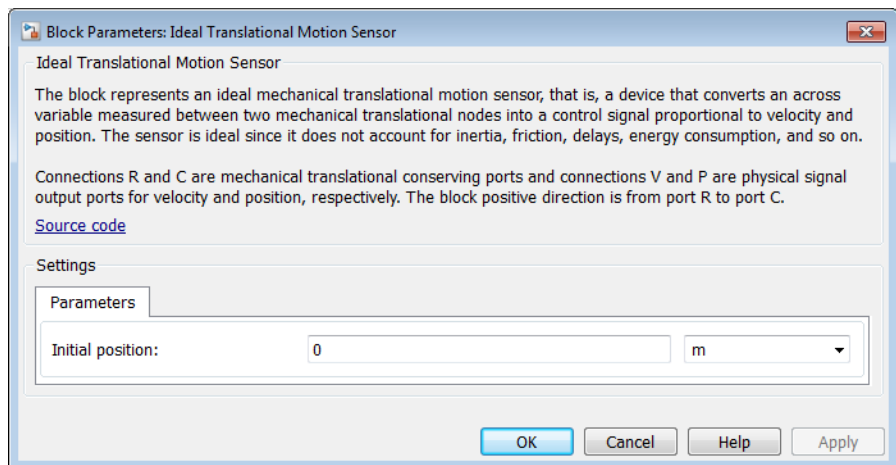 Block Parameters: Ideal Translational Motion Sensor
Ideal Translational Motion Sensor
The block represents an ideal mechanical translational motion sensor, that is, a device that converts an across
variable measured between two mechanical translational nodes into a control signal proportional to velocity and
position. The sensor is ideal since it does not account for inertia, friction, delays, energy consumption, and so on.
Connections R and C are mechanical translational conserving ports and connections V and P are physical signal
output ports for velocity and position, respectively. The block positive direction is from port R to port C.
Source code
Settings
Parameters
Initial position: 0 m
OK Cancel Help Apply